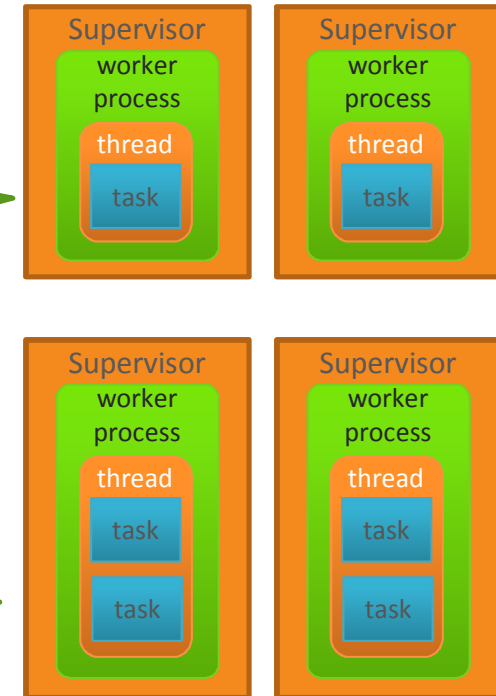 Supervisor
worker
process
thread
task
Supervisor
worker
process
thread
task
Supervisor
worker
process
thread
task
task
Supervisor
worker
process
thread
task
task